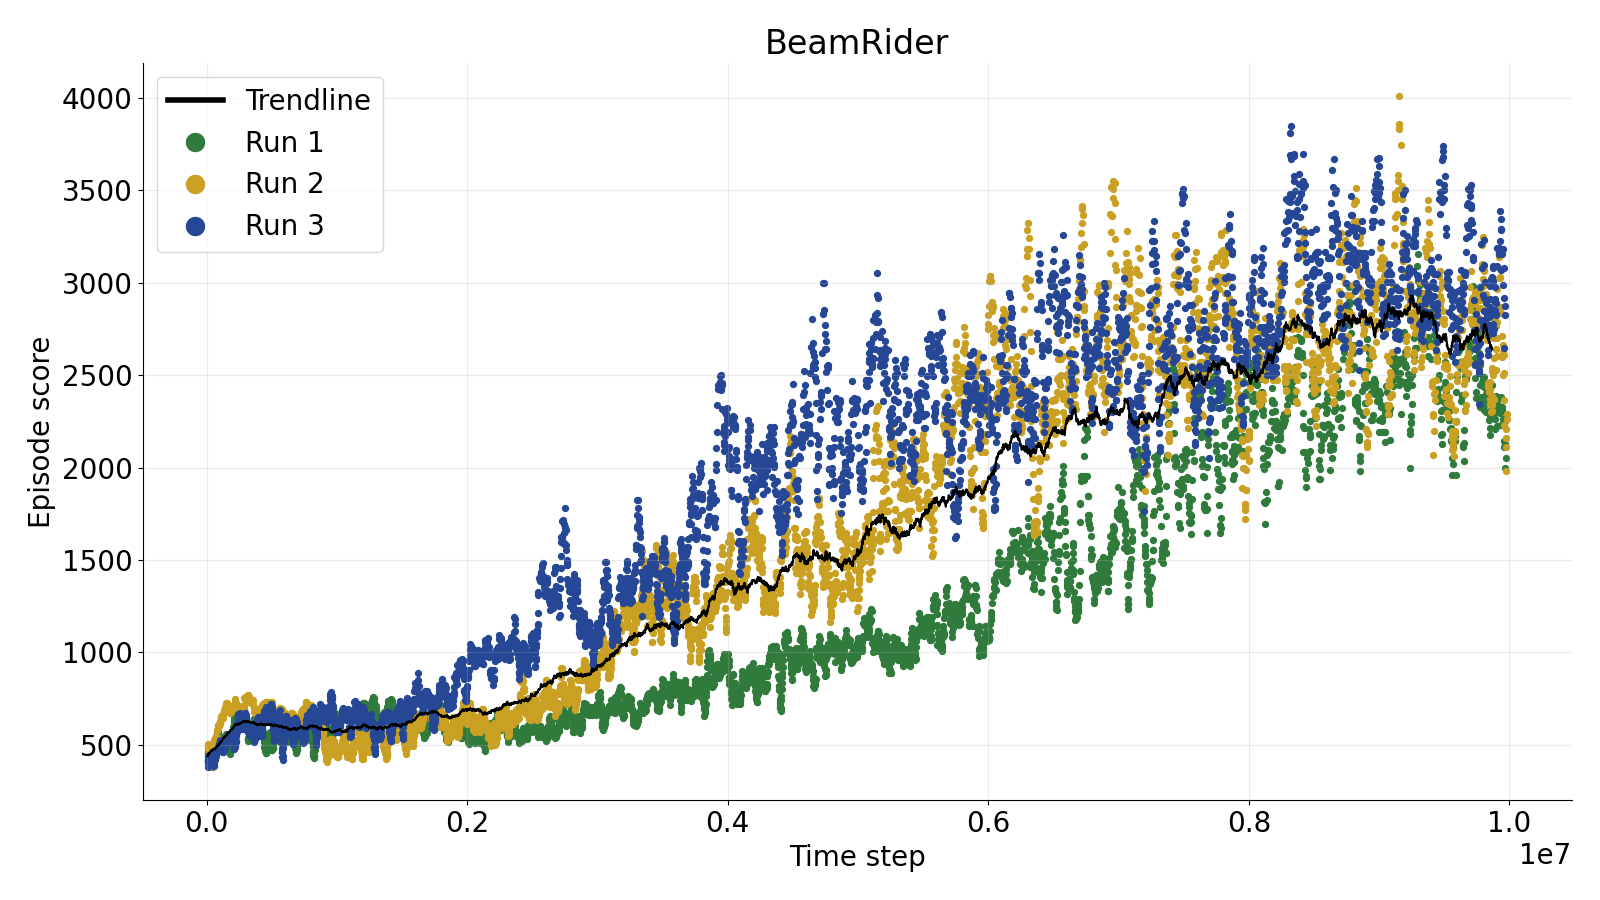 BeamRider
Trendline
Run 1
Run 2
Run 3
4000
3500
3000
2500
2000
1500
1000
500
Episode score
0.0 0.2 0.4 0.6 0.8 1.0
1e7
Time step